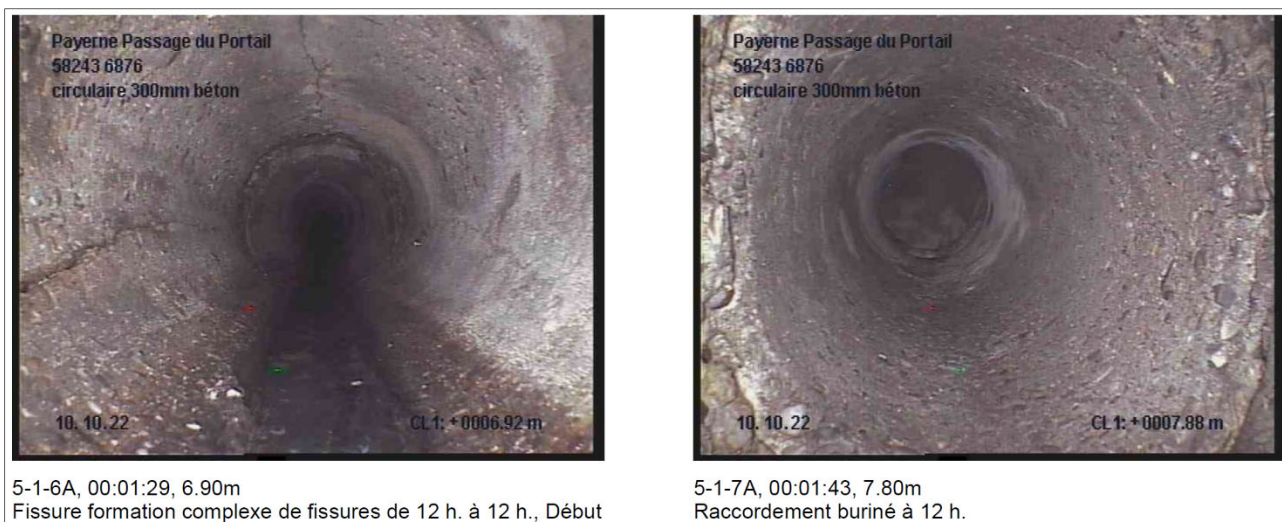 Payerne Passage du Portail
58243 6876
circulaire 300mm béton
10. 10. 22
CL1: +0006.92 m
5-1-6A, 00:01:29, 6.90m
Fissure formation complexe de fissures de 12 h. à 12 h., Début
Payerne Passage du Portail
58243 6876
circulaire 300mm béton
10. 10. 22
CL1: +0007.88 m
5-1-7A, 00:01:43, 7.80m
Raccordement buriné à 12 h.